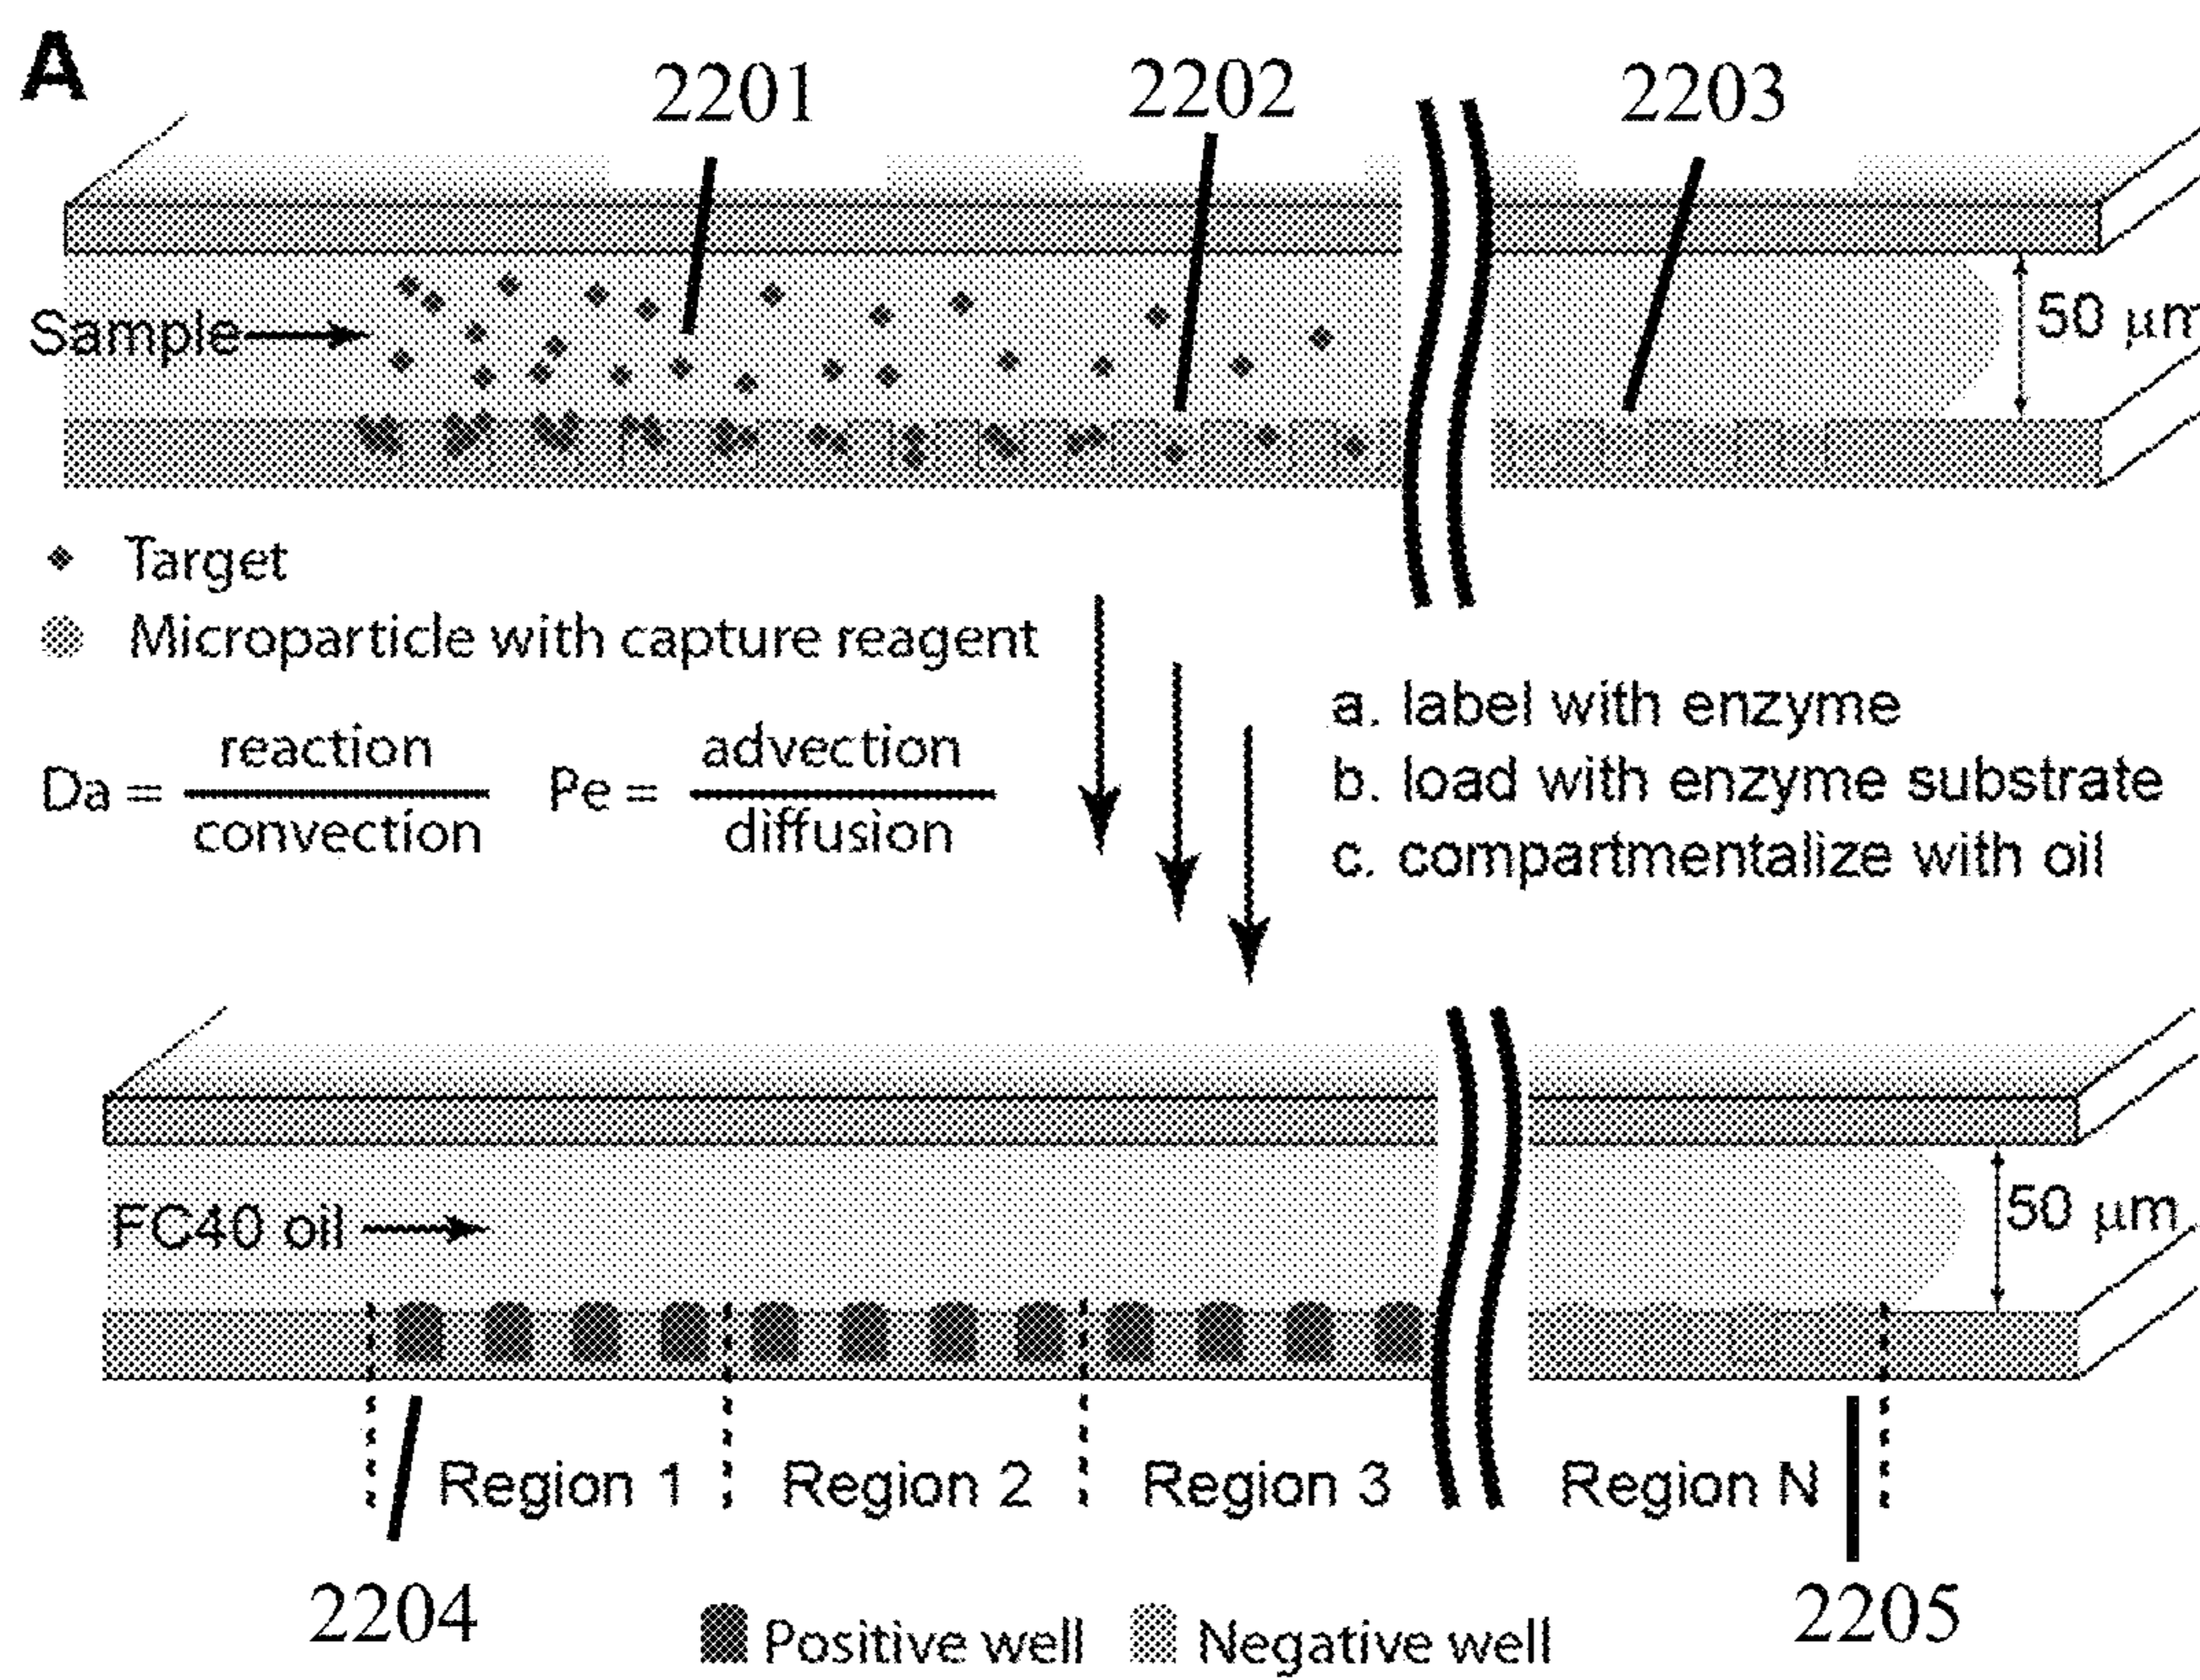 A
2201 2202 2203
Sample
50 μm
Target
Microparticle with capture reagent
Da = reaction / convection Pe = advection / diffusion
a. label with enzyme
b. load with enzyme substrate
c. compartmentalize with oil
FC40 oil
50 μm
Region 1 Region 2 Region 3 Region N
2204 2205
Positive well Negative well